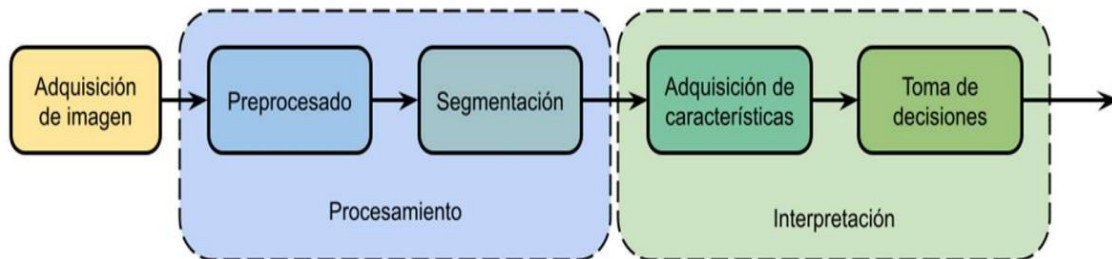 Adquisición
de imagen
Preprocesado
Segmentación
Adquisición de
características
Toma de
decisiones
Procesamiento
Interpretación